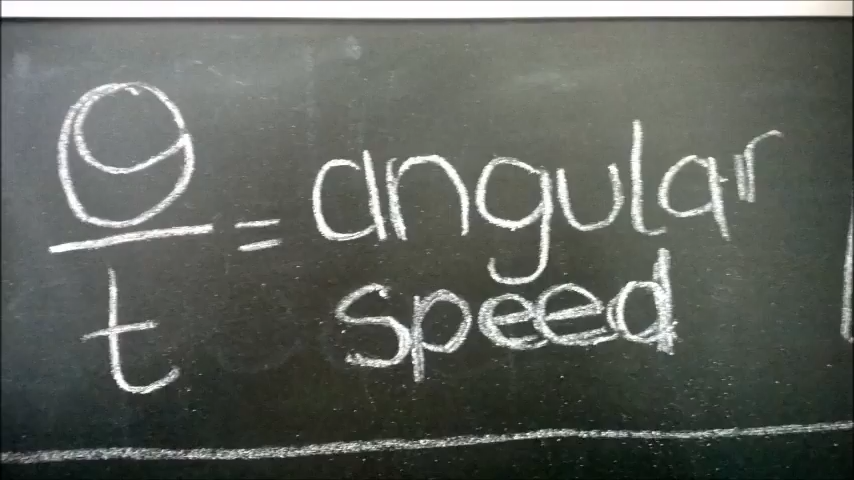 θ/t = angular
speed